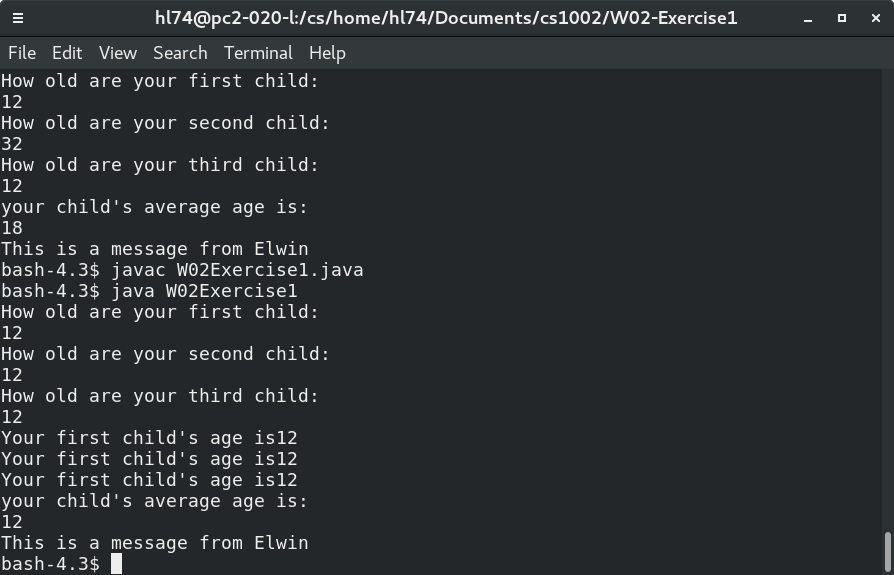 hl74@pc2-020-l:/cs/home/hl74/Documents/cs1002/W02-Exercise1
File Edit View Search Terminal Help
How old are your first child:
12
How old are your second child:
32
How old are your third child:
12
your child's average age is:
18
This is a message from Elwin
bash-4.3$ javac W02Exercise1.java
bash-4.3$ java W02Exercise1
How old are your first child:
12
How old are your second child:
12
How old are your third child:
12
Your first child's age is12
Your first child's age is12
Your first child's age is12
your child's average age is:
12
This is a message from Elwin
bash-4.3$